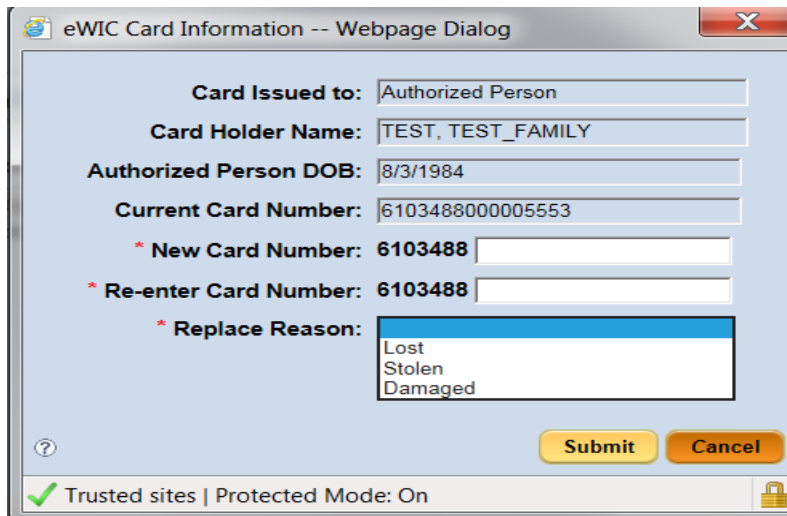 eWIC Card Information -- Webpage Dialog
X
Card Issued to: Authorized Person
Card Holder Name: TEST, TEST_FAMILY
Authorized Person DOB: 8/3/1984
Current Card Number: 6103488000005553
* New Card Number: 6103488
* Re-enter Card Number: 6103488
* Replace Reason:
Lost
Stolen
Damaged
? Submit Cancel
Trusted sites | Protected Mode: On